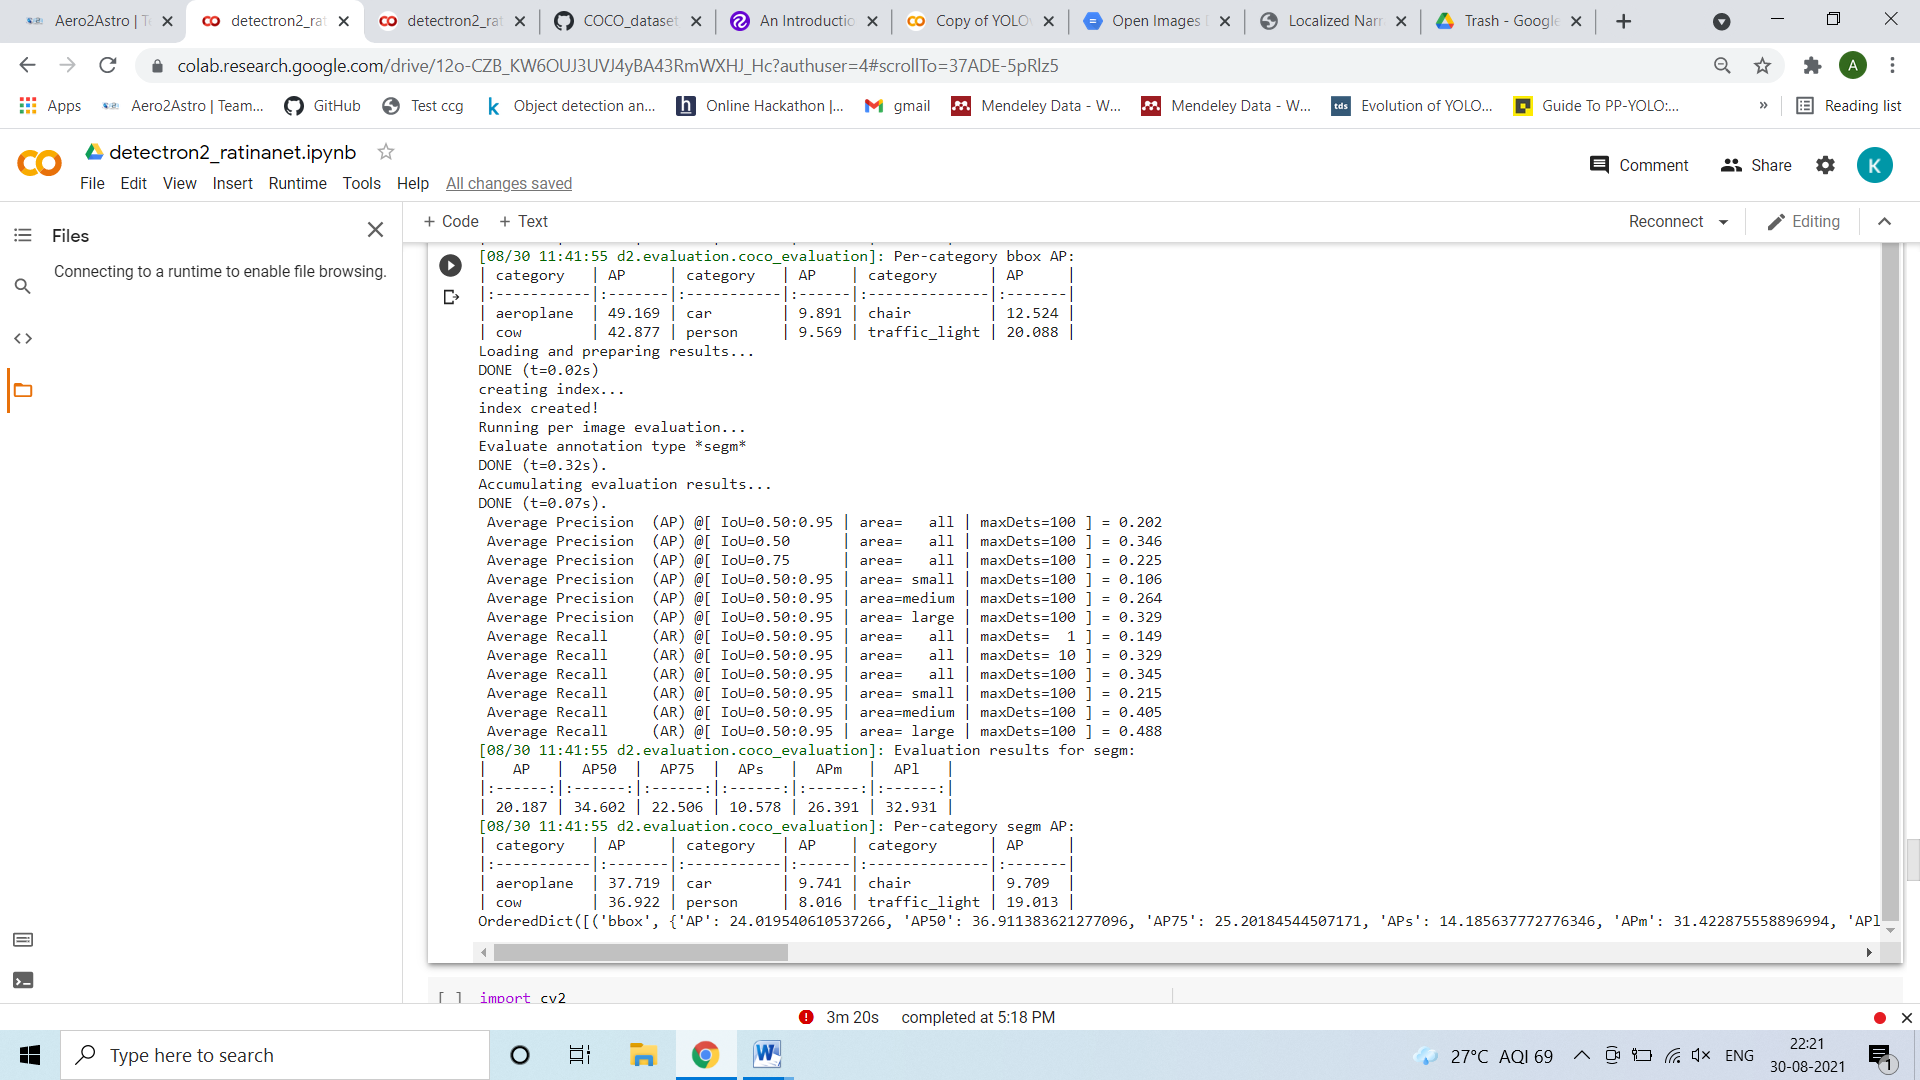 Aero2Astro | T
detectron2_rat
detectron2_rat
COCO_dataset
An Introductio
Copy of YOLO
Open Images
Localized Narr
Trash - Google
colab.research.google.com/drive/12o-CZB_KW6OUJ3UVJ4yBA43RmWXHJ_Hc?authuser=4#scrollTo=37ADE-5pRlz5
A
Apps
Aero2Astro | Team...
GitHub
Test ccg
Object detection an...
Online Hackathon |...
gmail
Mendeley Data - W...
Mendeley Data - W...
Evolution of YOLO...
Guide To PP-YOLO:...
»
Reading list
detectron2_ratinanet.ipynb
File Edit View Insert Runtime Tools Help All changes saved
Comment
Share
K
Files
Connecting to a runtime to enable file browsing.
+ Code + Text
Reconnect
Editing
[08/30 11:41:55 d2.evaluation.coco_evaluation]: Per-category bbox AP:
| category | AP | category | AP | category | AP |
|:-----------|:-------|:-----------|:------|:--------------|:-------|
| aeroplane | 49.169 | car | 9.891 | chair | 12.524 |
| cow | 42.877 | person | 9.569 | traffic_light | 20.088 |
Loading and preparing results...
DONE (t=0.02s)
creating index...
index created!
Running per image evaluation...
Evaluate annotation type *segm*
DONE (t=0.32s).
Accumulating evaluation results...
DONE (t=0.07s).
Average Precision (AP) @[ IoU=0.50:0.95 | area= all | maxDets=100 ] = 0.202
Average Precision (AP) @[ IoU=0.50 | area= all | maxDets=100 ] = 0.346
Average Precision (AP) @[ IoU=0.75 | area= all | maxDets=100 ] = 0.225
Average Precision (AP) @[ IoU=0.50:0.95 | area= small | maxDets=100 ] = 0.106
Average Precision (AP) @[ IoU=0.50:0.95 | area=medium | maxDets=100 ] = 0.264
Average Precision (AP) @[ IoU=0.50:0.95 | area= large | maxDets=100 ] = 0.329
Average Recall (AR) @[ IoU=0.50:0.95 | area= all | maxDets= 1 ] = 0.149
Average Recall (AR) @[ IoU=0.50:0.95 | area= all | maxDets= 10 ] = 0.329
Average Recall (AR) @[ IoU=0.50:0.95 | area= all | maxDets=100 ] = 0.345
Average Recall (AR) @[ IoU=0.50:0.95 | area= small | maxDets=100 ] = 0.215
Average Recall (AR) @[ IoU=0.50:0.95 | area=medium | maxDets=100 ] = 0.405
Average Recall (AR) @[ IoU=0.50:0.95 | area= large | maxDets=100 ] = 0.488
[08/30 11:41:55 d2.evaluation.coco_evaluation]: Evaluation results for segm:
| AP | AP50 | AP75 | APs | APm | APl |
|:------:|:------:|:------:|:------:|:------:|:------:|
| 20.187 | 34.602 | 22.506 | 10.578 | 26.391 | 32.931 |
[08/30 11:41:55 d2.evaluation.coco_evaluation]: Per-category segm AP:
| category | AP | category | AP | category | AP |
|:-----------|:-------|:-----------|:------|:--------------|:-------|
| aeroplane | 37.719 | car | 9.741 | chair | 9.709 |
| cow | 36.922 | person | 8.016 | traffic_light | 19.013 |
OrderedDict([('bbox', {'AP': 24.019540610537266, 'AP50': 36.911383621277096, 'AP75': 25.20184544507171, 'APs': 14.185637772776346, 'APm': 31.422875558896994, 'APl
[ ] import cv2
3m 20s completed at 5:18 PM
Type here to search
27°C AQI 69
ENG
22:21
30-08-2021
1